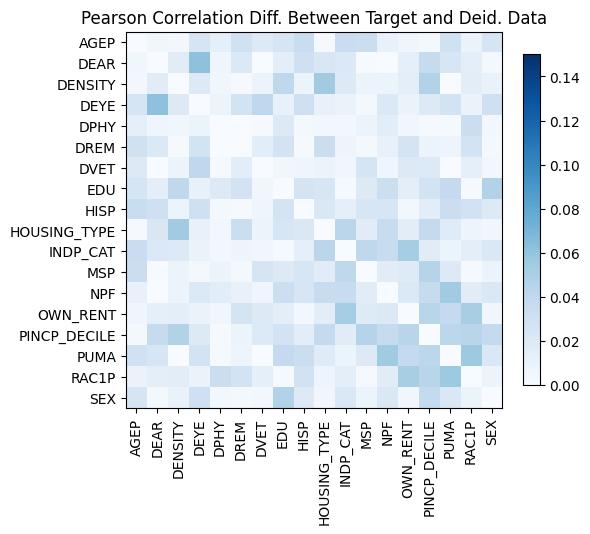 Pearson Correlation Diff. Between Target and Deid. Data
AGEP
DEAR
DENSITY
DEYE
DPHY
DREM
DVET
EDU
HISP
HOUSING_TYPE
INDP_CAT
MSP
NPF
OWN_RENT
PINCP_DECILE
PUMA
RAC1P
SEX
AGEP
DEAR
DENSITY
DEYE
DPHY
DREM
DVET
EDU
HISP
HOUSING_TYPE
INDP_CAT
MSP
NPF
OWN_RENT
PINCP_DECILE
PUMA
RAC1P
SEX
0.14
0.12
0.10
0.08
0.06
0.04
0.02
0.00